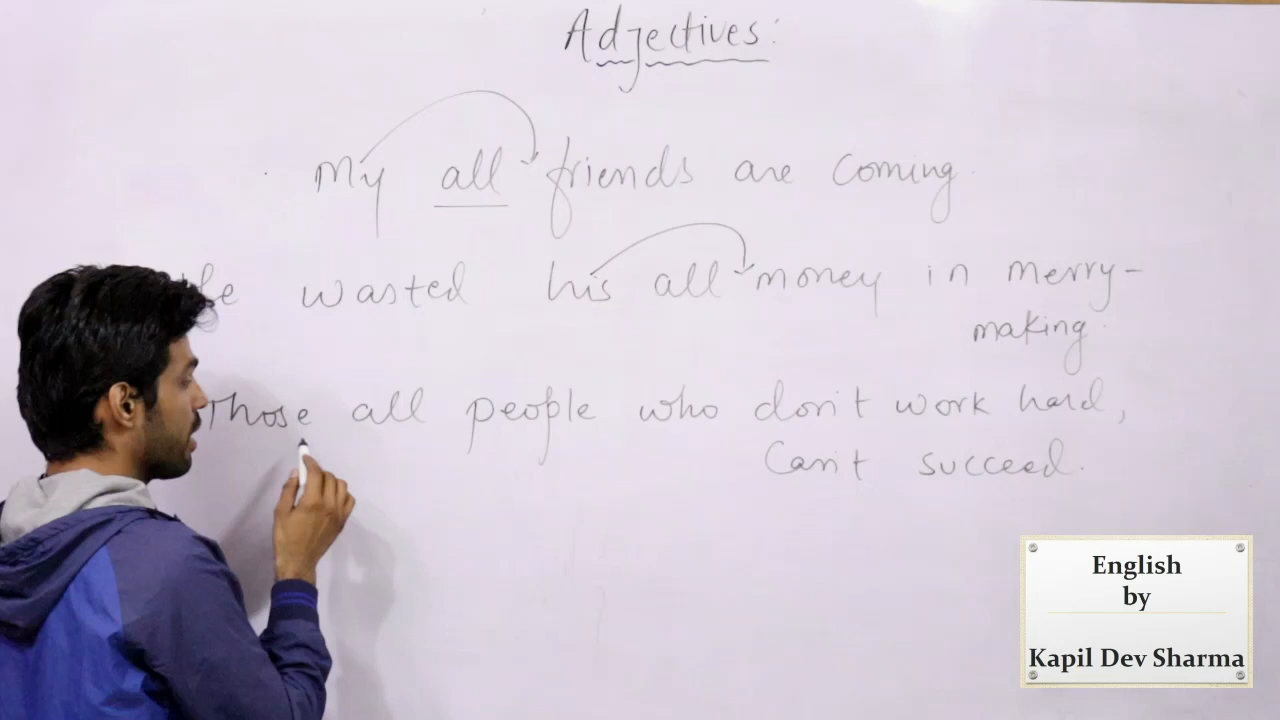 Adjectives:
My all friends are coming.
He wasted his all money in merry-
making.
Those all people who don't work hard,
Can't succeed.
English
by
Kapil Dev Sharma